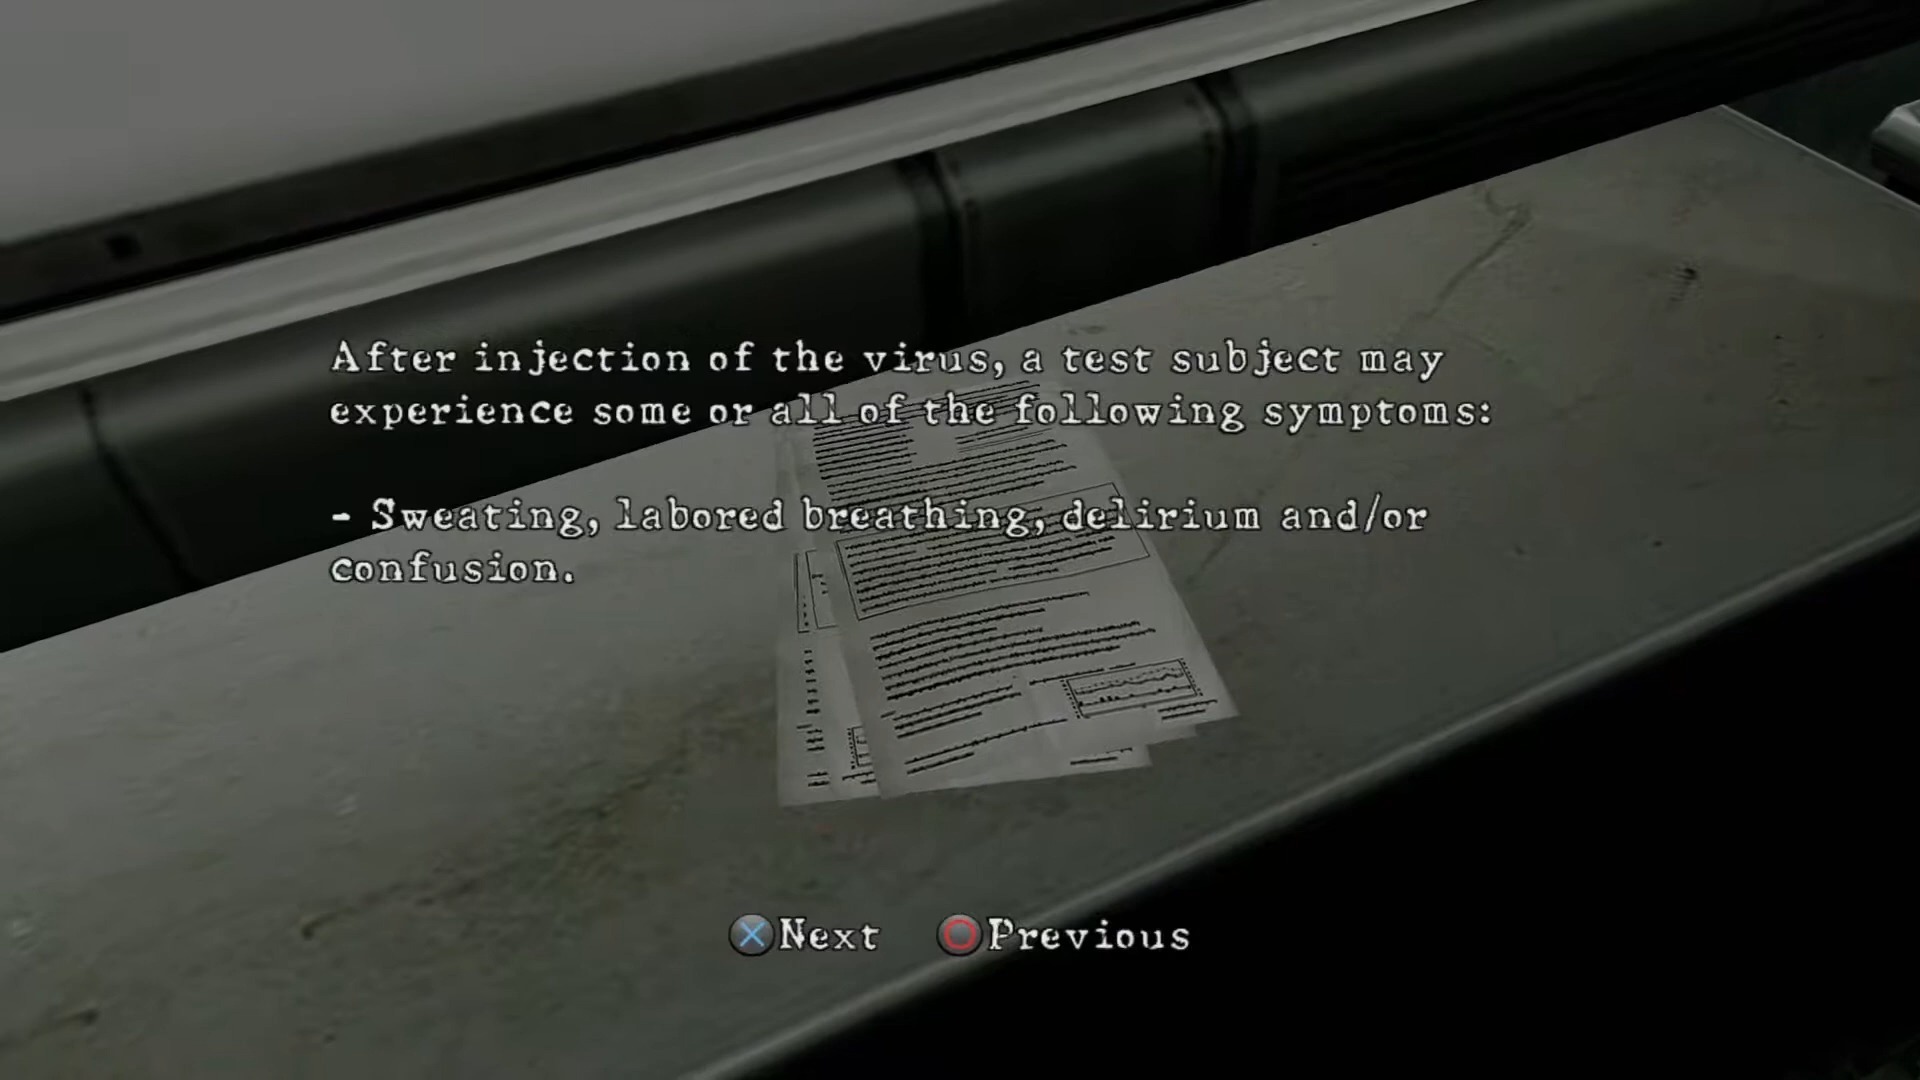 After injection of the virus, a test subject may
experience some or all of the following symptoms:
- Sweating, labored breathing, delirium and/or
confusion.
Next Previous